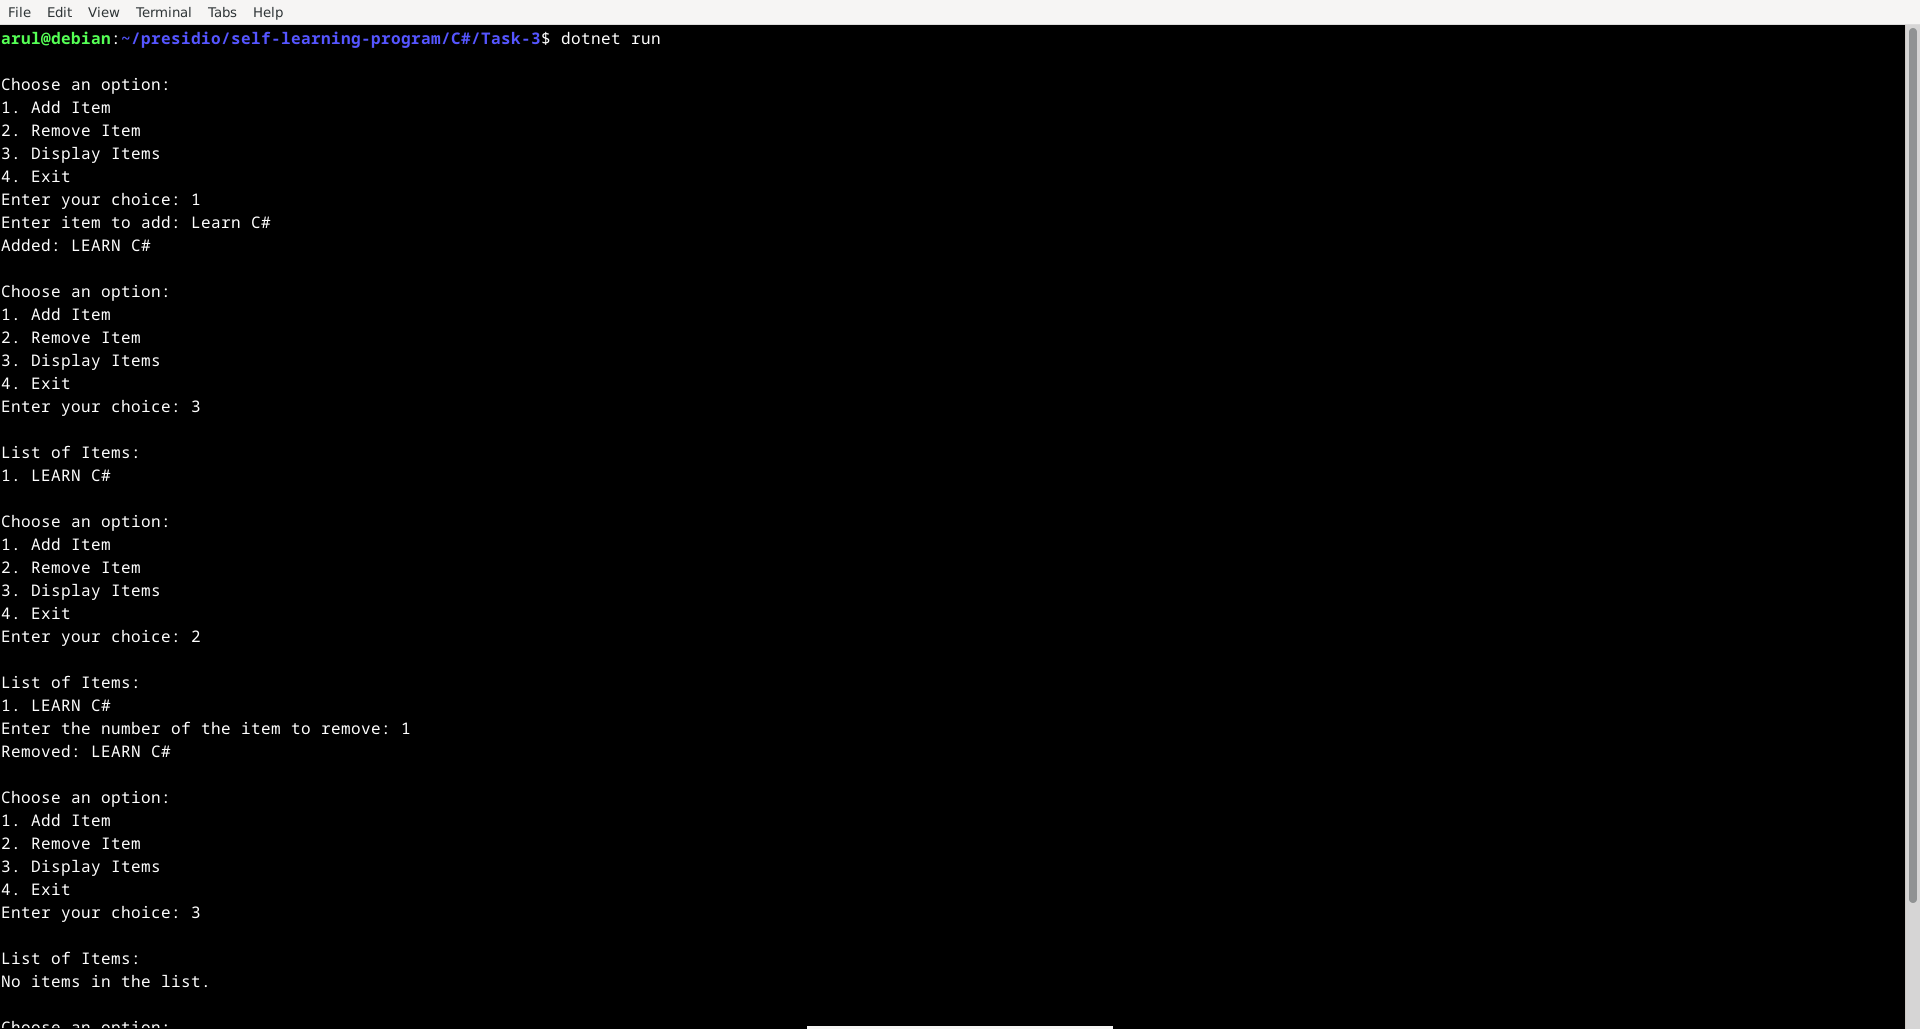 File Edit View Terminal Tabs Help
arul@debian:~/presidio/self-learning-program/C#/Task-3$ dotnet run
Choose an option:
1. Add Item
2. Remove Item
3. Display Items
4. Exit
Enter your choice: 1
Enter item to add: Learn C#
Added: LEARN C#
Choose an option:
1. Add Item
2. Remove Item
3. Display Items
4. Exit
Enter your choice: 3
List of Items:
1. LEARN C#
Choose an option:
1. Add Item
2. Remove Item
3. Display Items
4. Exit
Enter your choice: 2
List of Items:
1. LEARN C#
Enter the number of the item to remove: 1
Removed: LEARN C#
Choose an option:
1. Add Item
2. Remove Item
3. Display Items
4. Exit
Enter your choice: 3
List of Items:
No items in the list.
Choose an option: